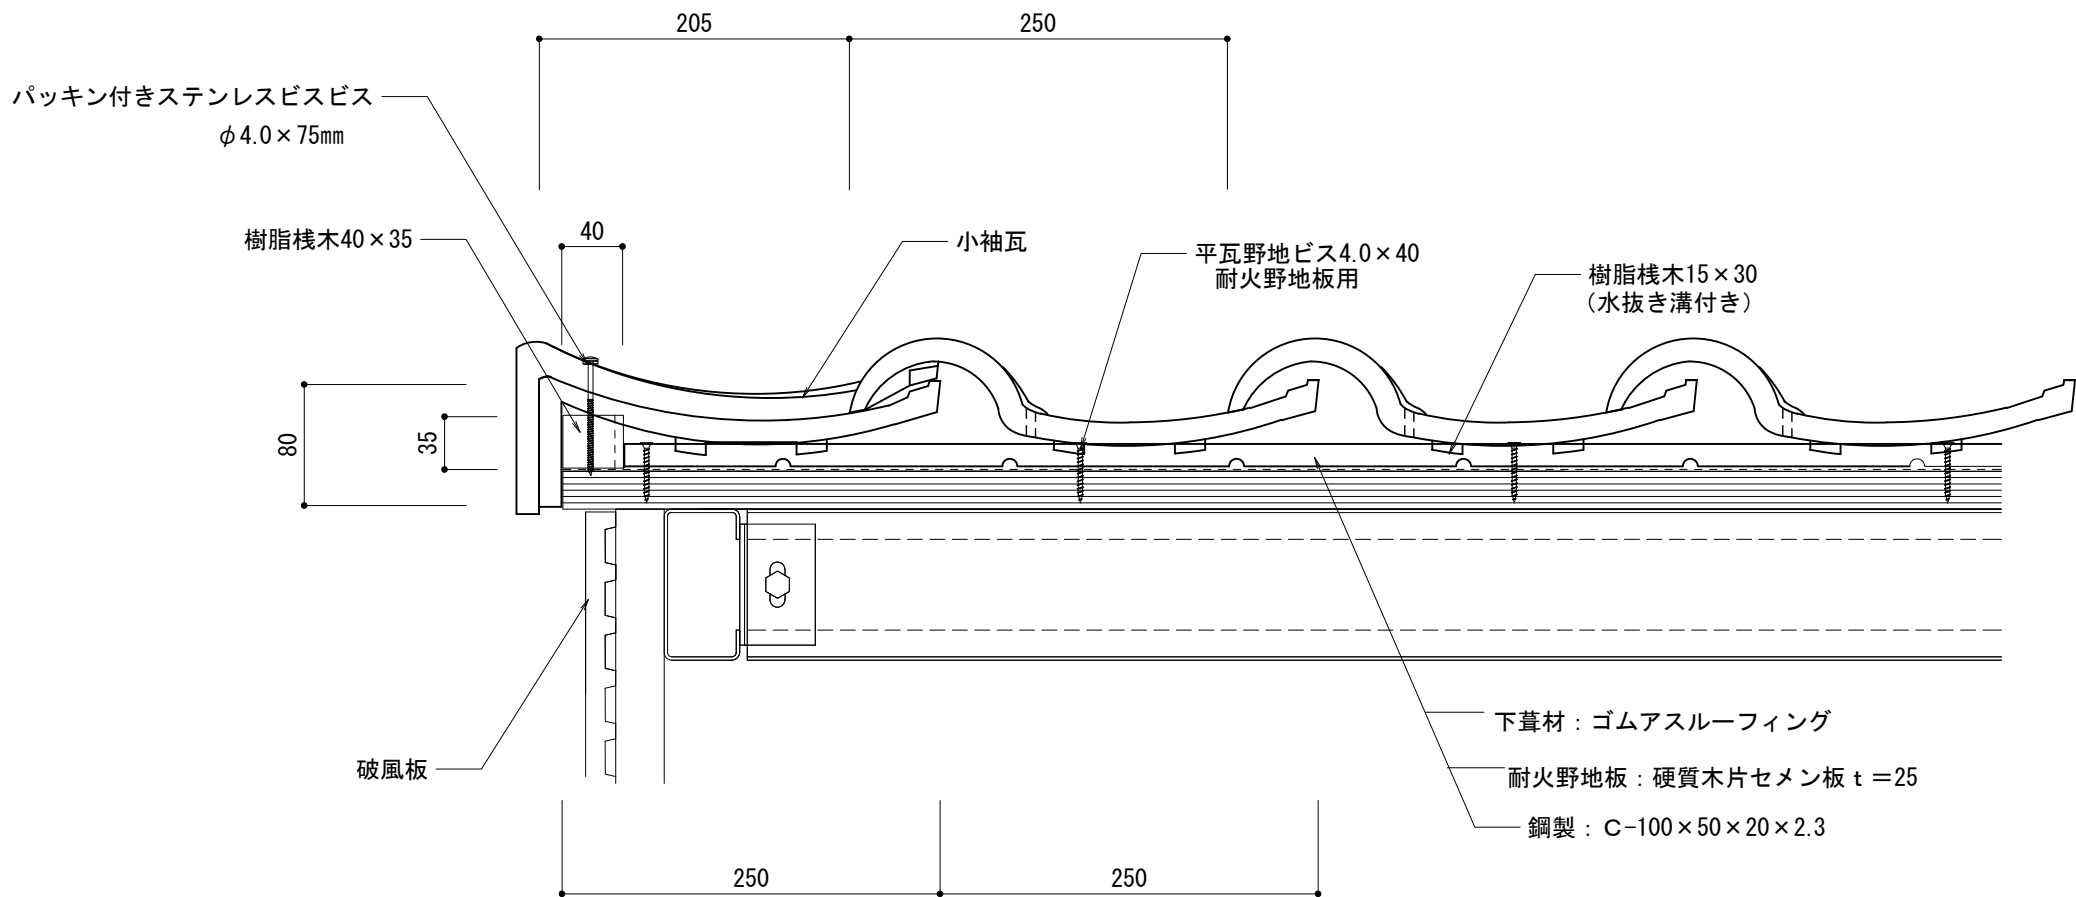 205
250
パッキン付きステンレスビスビス
φ4.0×75㎜
樹脂桟木40×35
40
小袖瓦
平瓦野地ビス4.0×40
耐火野地板用
樹脂桟木15×30
（水抜き溝付き）
80
35
下葺材：ゴムアスルーフィング
破風板
耐火野地板：硬質木片セメン板ｔ＝25
鋼製：Ｃ-100×50×20×2.3
250
250